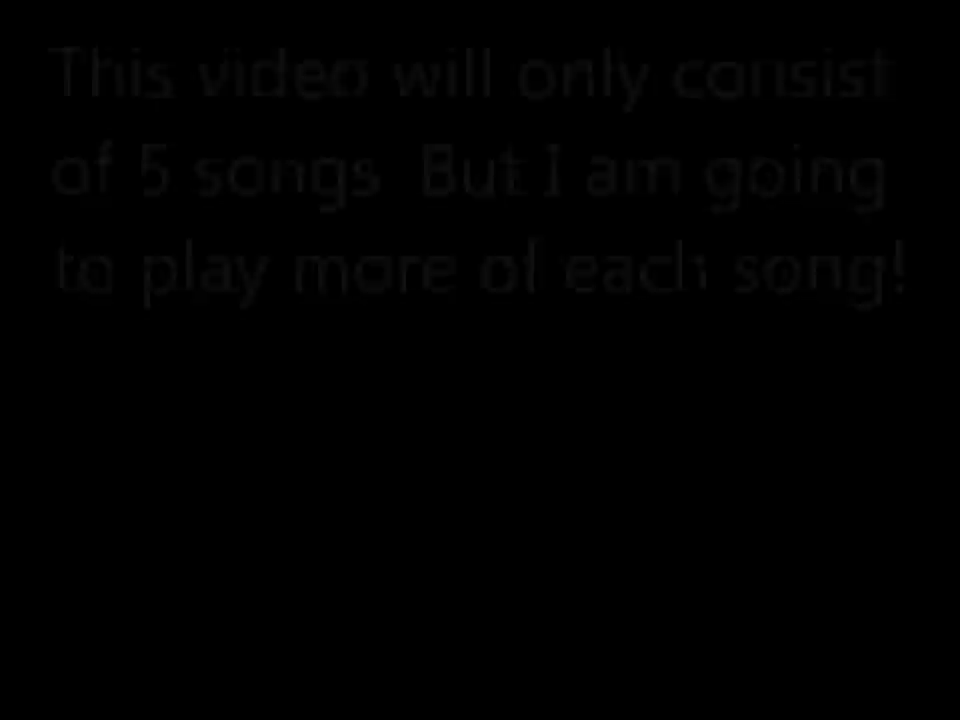 This video will only consist
of 5 songs. But I am going
to play more of each song!